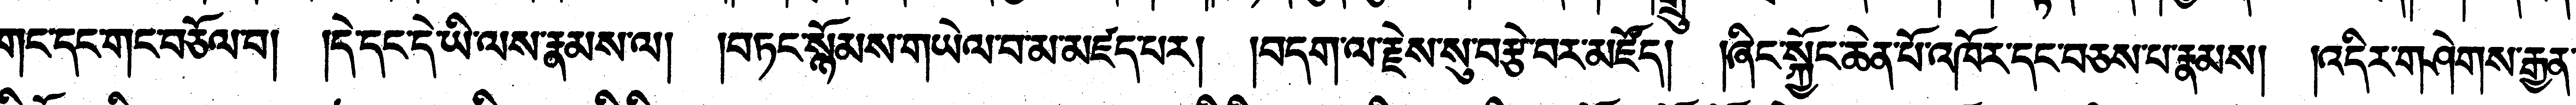 གང་དང་གང་བཅོལ་བ། །དེ་དང་དེ་ཡི་ལས་རྣམས་ལ། །བཏང་སྙོམས་གཡེལ་བ་མ་མཛད་པར། །བདག་ལ་རྗེས་སུ་བརྩེ་བར་མཛོད། །ཞིང་སྐྱོང་ཆེན་པོ་འཁོར་དང་བཅས་པ་རྣམས། །འདིར་གཤེགས་རྒྱན་